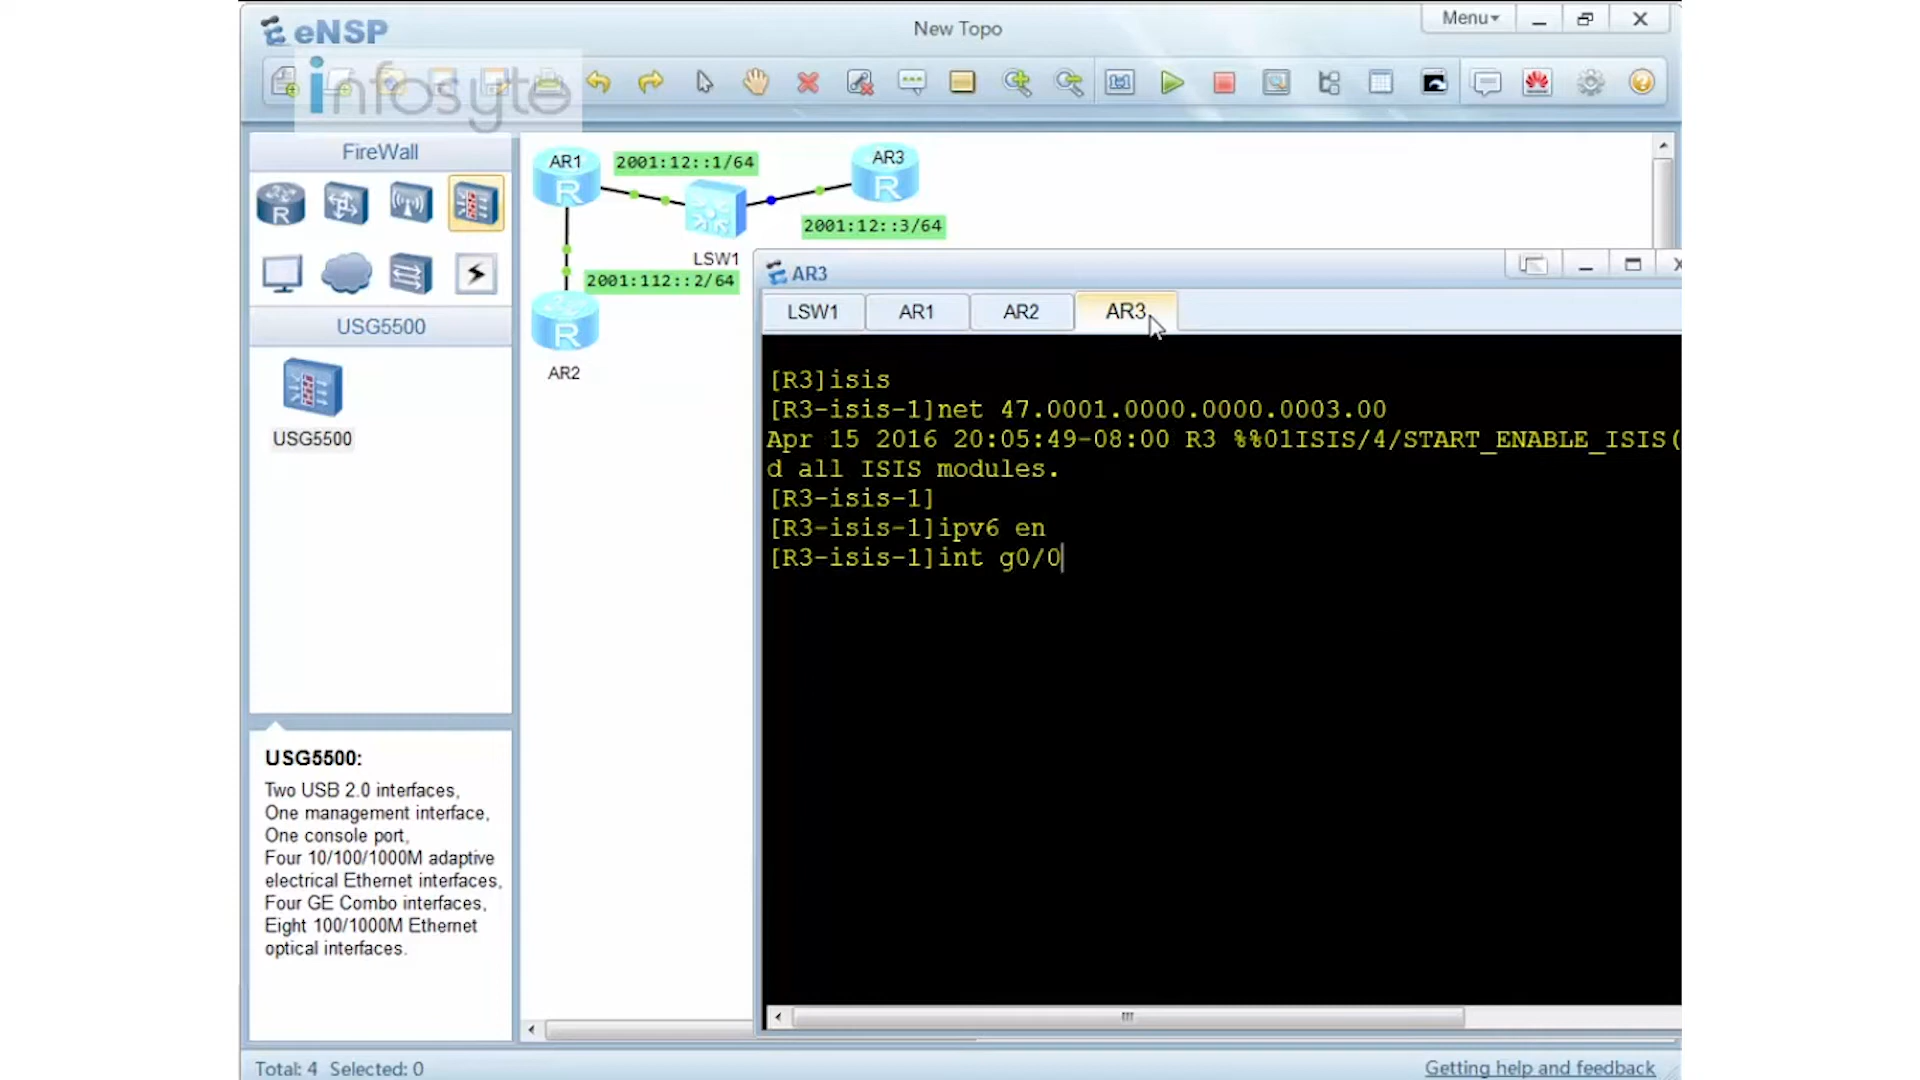 eNSP
New Topo
Menu
infosyte
FireWall
AR1
2001:12::1/64
AR3
R
R
R
2001:12::3/64
LSW1
2001:112::2/64
R
AR2
USG5500
USG5500
AR3
LSW1
AR1
AR2
AR3
[R3]isis
[R3-isis-1]net 47.0001.0000.0000.0003.00
Apr 15 2016 20:05:49-08:00 R3 %%01ISIS/4/START_ENABLE_ISIS(
d all ISIS modules.
[R3-isis-1]
[R3-isis-1]ipv6 en
[R3-isis-1]int g0/0
USG5500:
Two USB 2.0 interfaces,
One management interface,
One console port,
Four 10/100/1000M adaptive
electrical Ethernet interfaces,
Four GE Combo interfaces,
Eight 100/1000M Ethernet
optical interfaces.
Total: 4 Selected: 0
Getting help and feedback